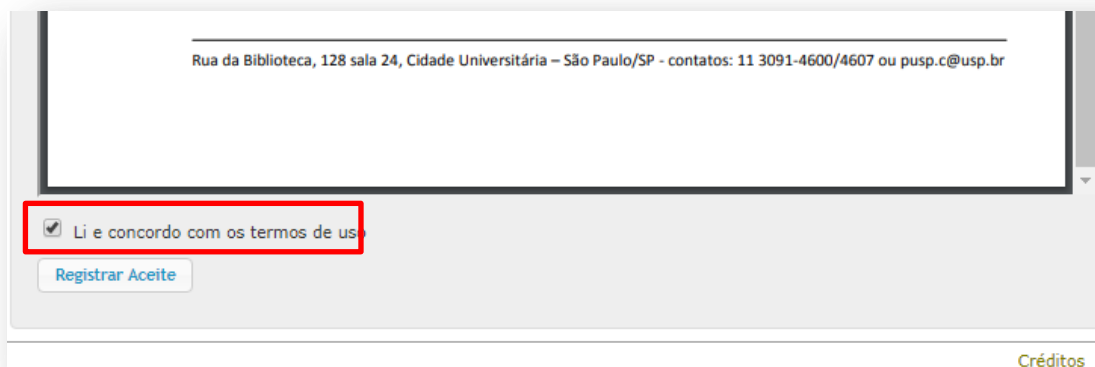 Rua da Biblioteca, 128 sala 24, Cidade Universitária – São Paulo/SP - contatos: 11 3091-4600/4607 ou pusp.c@usp.br
Li e concordo com os termos de uso
Registrar Aceite
Créditos